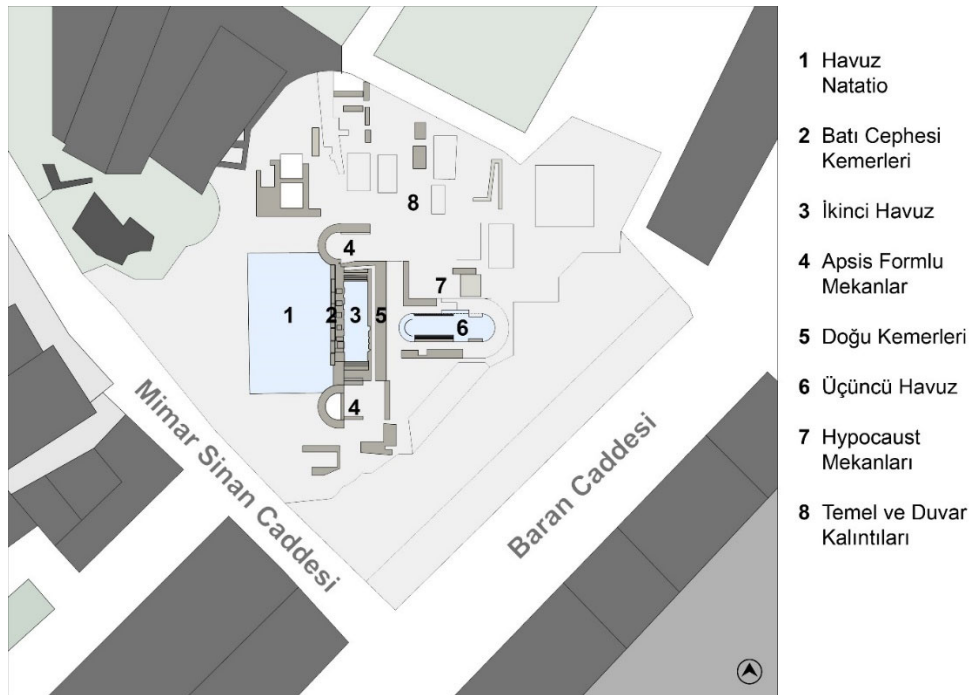 8
4
7
1
2
3
5
6
4
Mimar Sinan Caddesi
Baran Caddesi
1 Havuz
Natatio
2 Batı Cephesi
Kemerleri
3 İkinci Havuz
4 Apsis Formlu
Mekanlar
5 Doğu Kemerleri
6 Üçüncü Havuz
7 Hypocaust
Mekanları
8 Temel ve Duvar
Kalıntıları